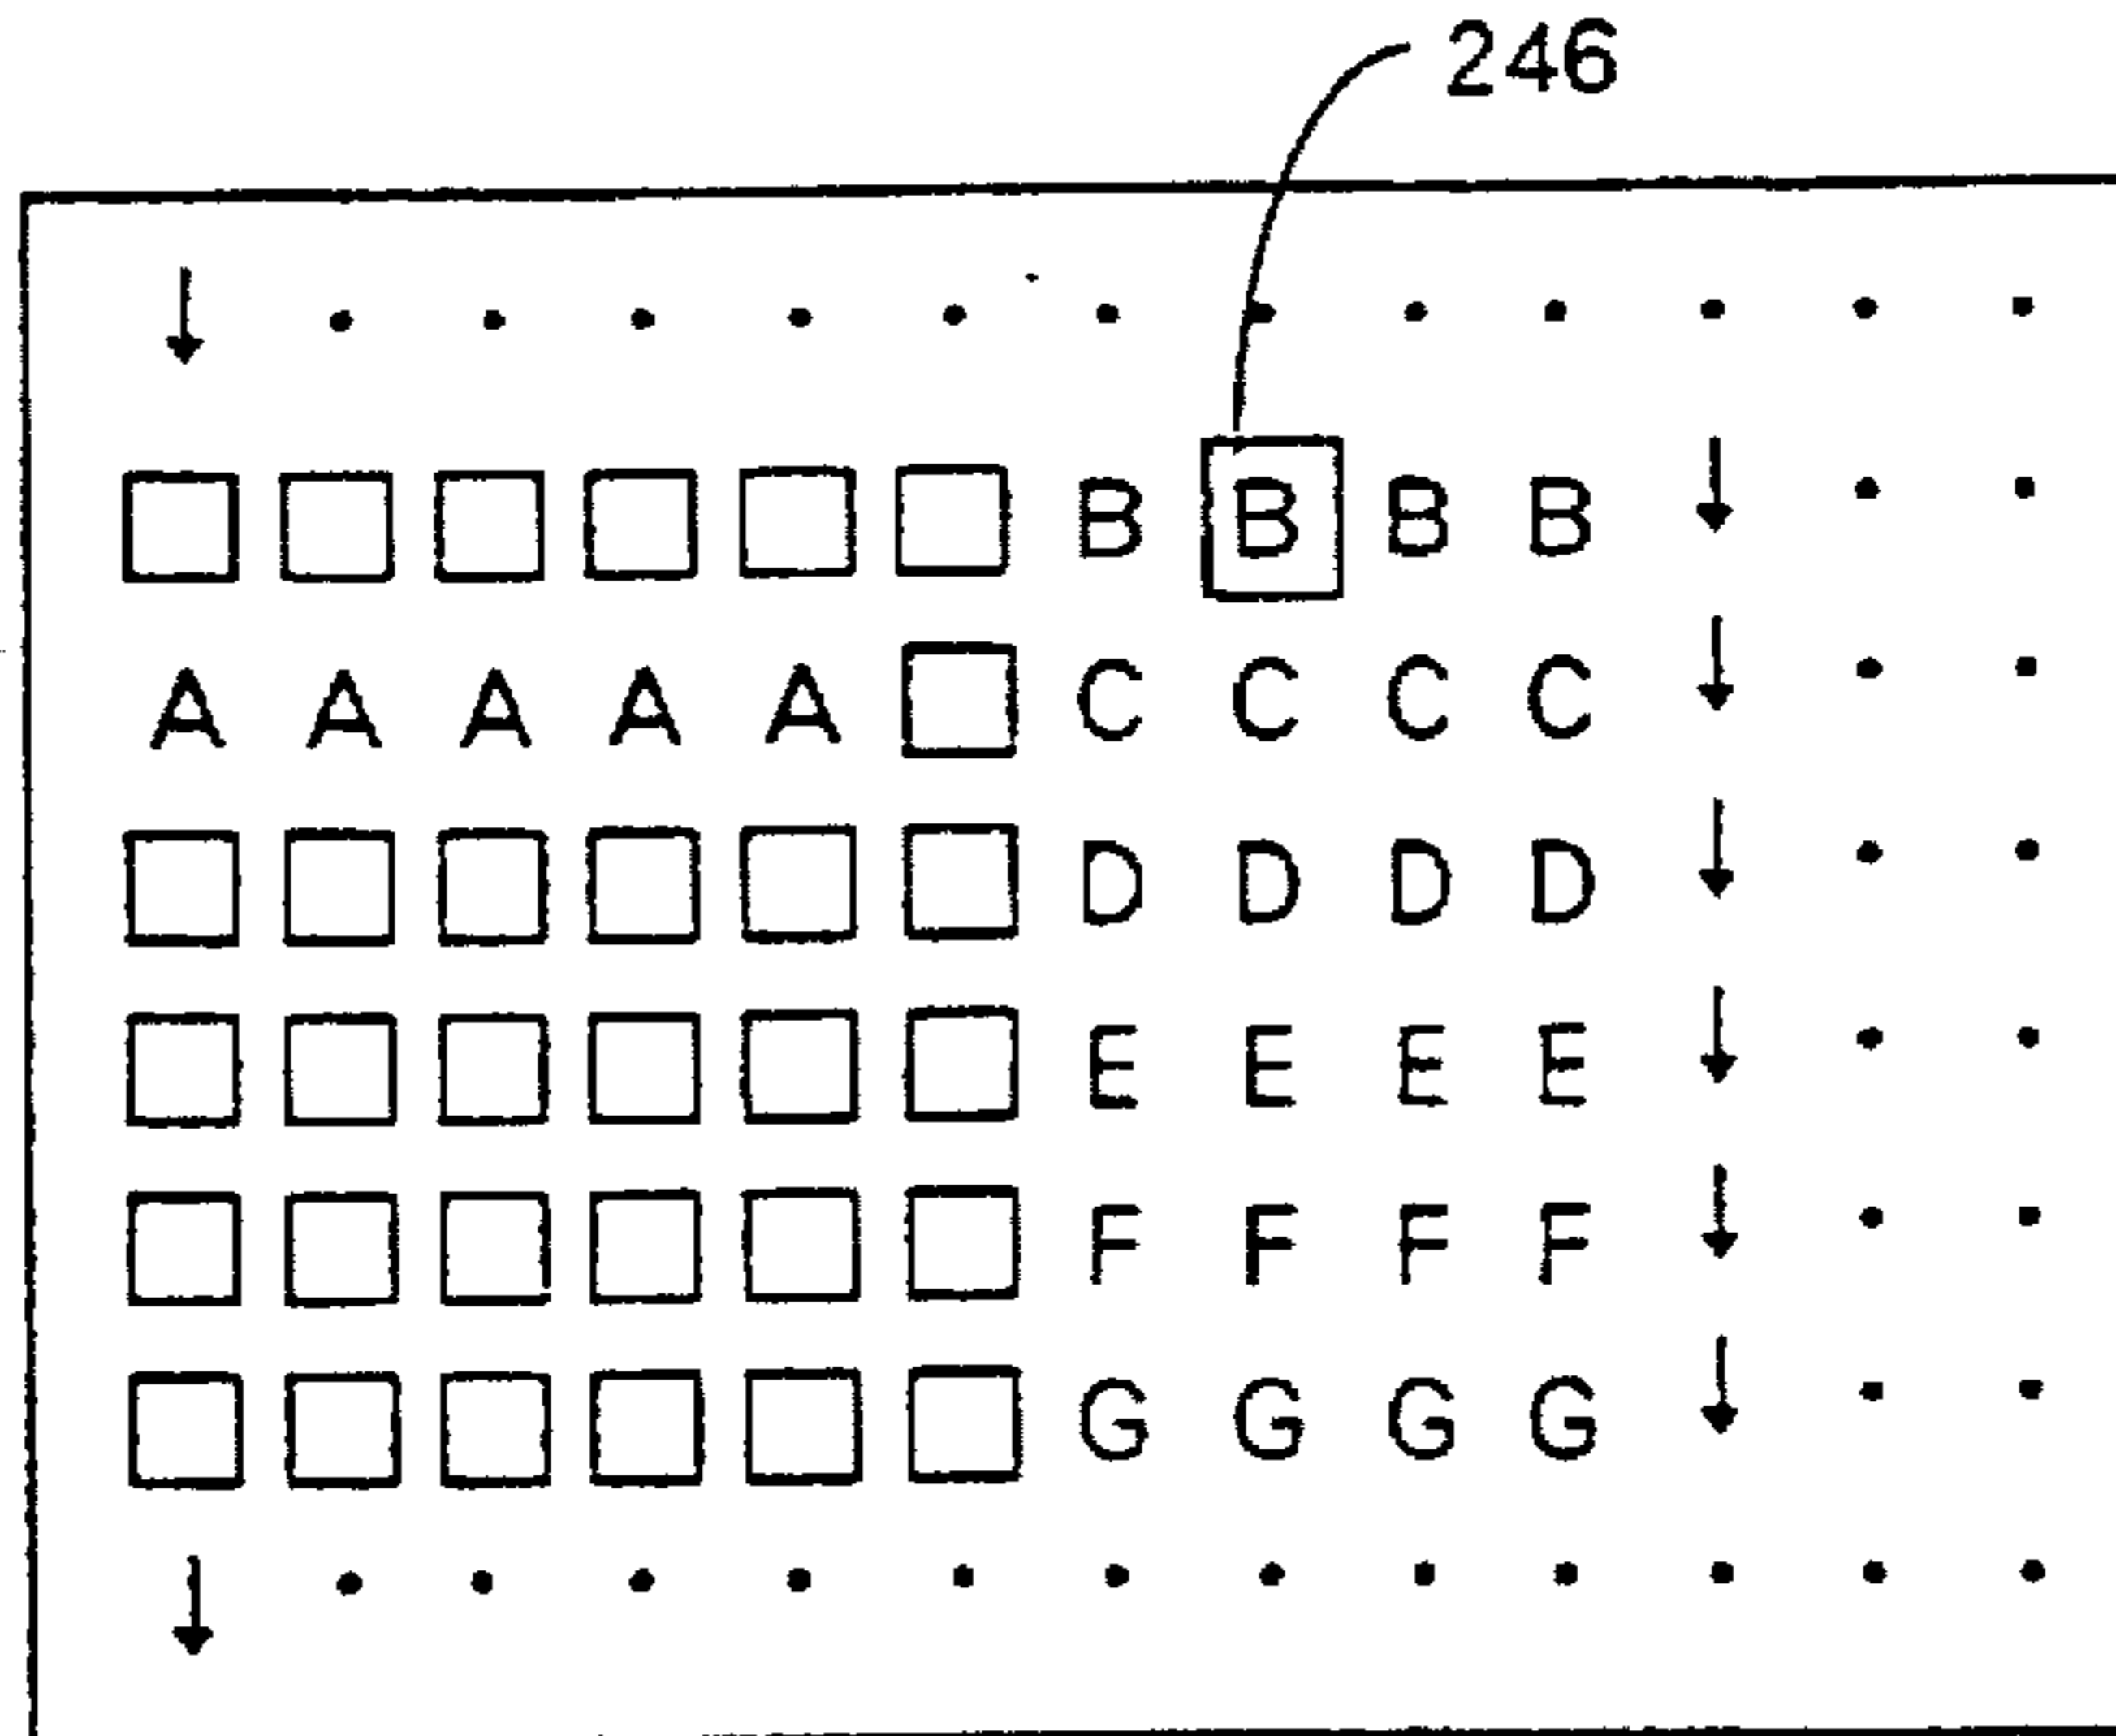 246
↓ . . . . . . . . . . . .
□ □ □ □ □ □ B B B B ↓ . .
A A A A A □ C C C C ↓ . .
□ □ □ □ □ □ D D D D ↓ . .
□ □ □ □ □ □ E E E E ↓ . .
□ □ □ □ □ □ F F F F ↓ . .
□ □ □ □ □ □ G G G G ↓ . .
↓ . . . . . . . . . . . .